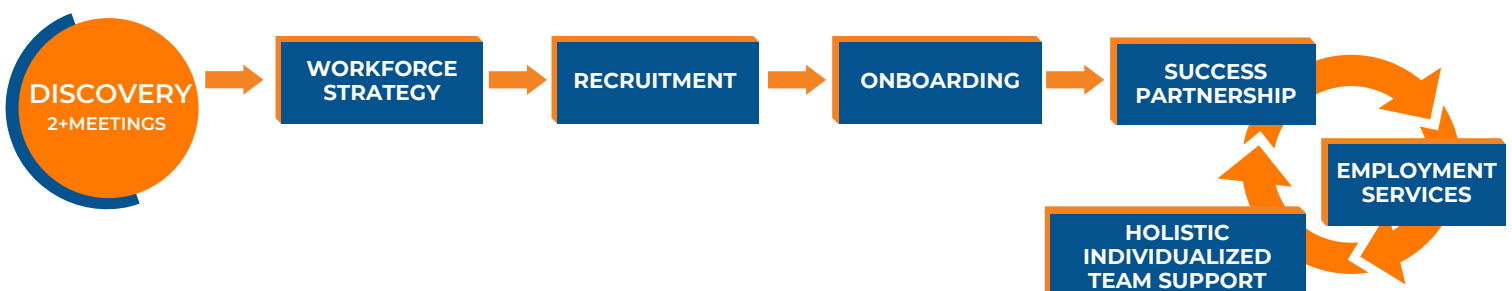 DISCOVERY
2+MEETINGS
WORKFORCE
STRATEGY
RECRUITMENT
ONBOARDING
SUCCESS
PARTNERSHIP
EMPLOYMENT
SERVICES
HOLISTIC
INDIVIDUALIZED
TEAM SUPPORT